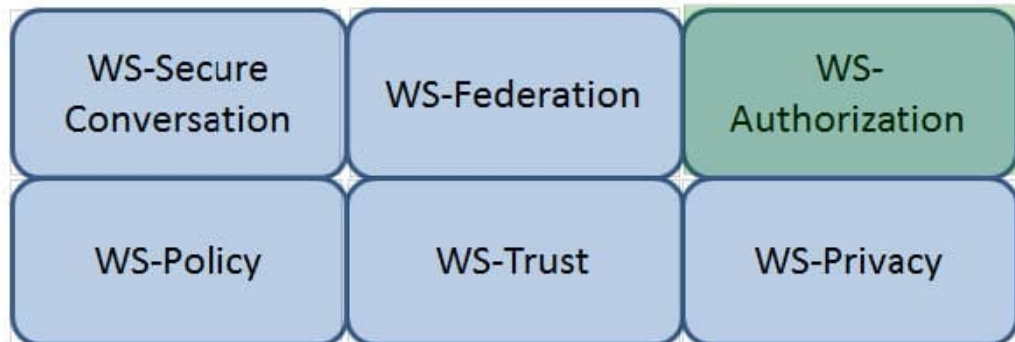 WS-Secure
Conversation
WS-Federation
WS-
Authorization
WS-Policy
WS-Trust
WS-Privacy